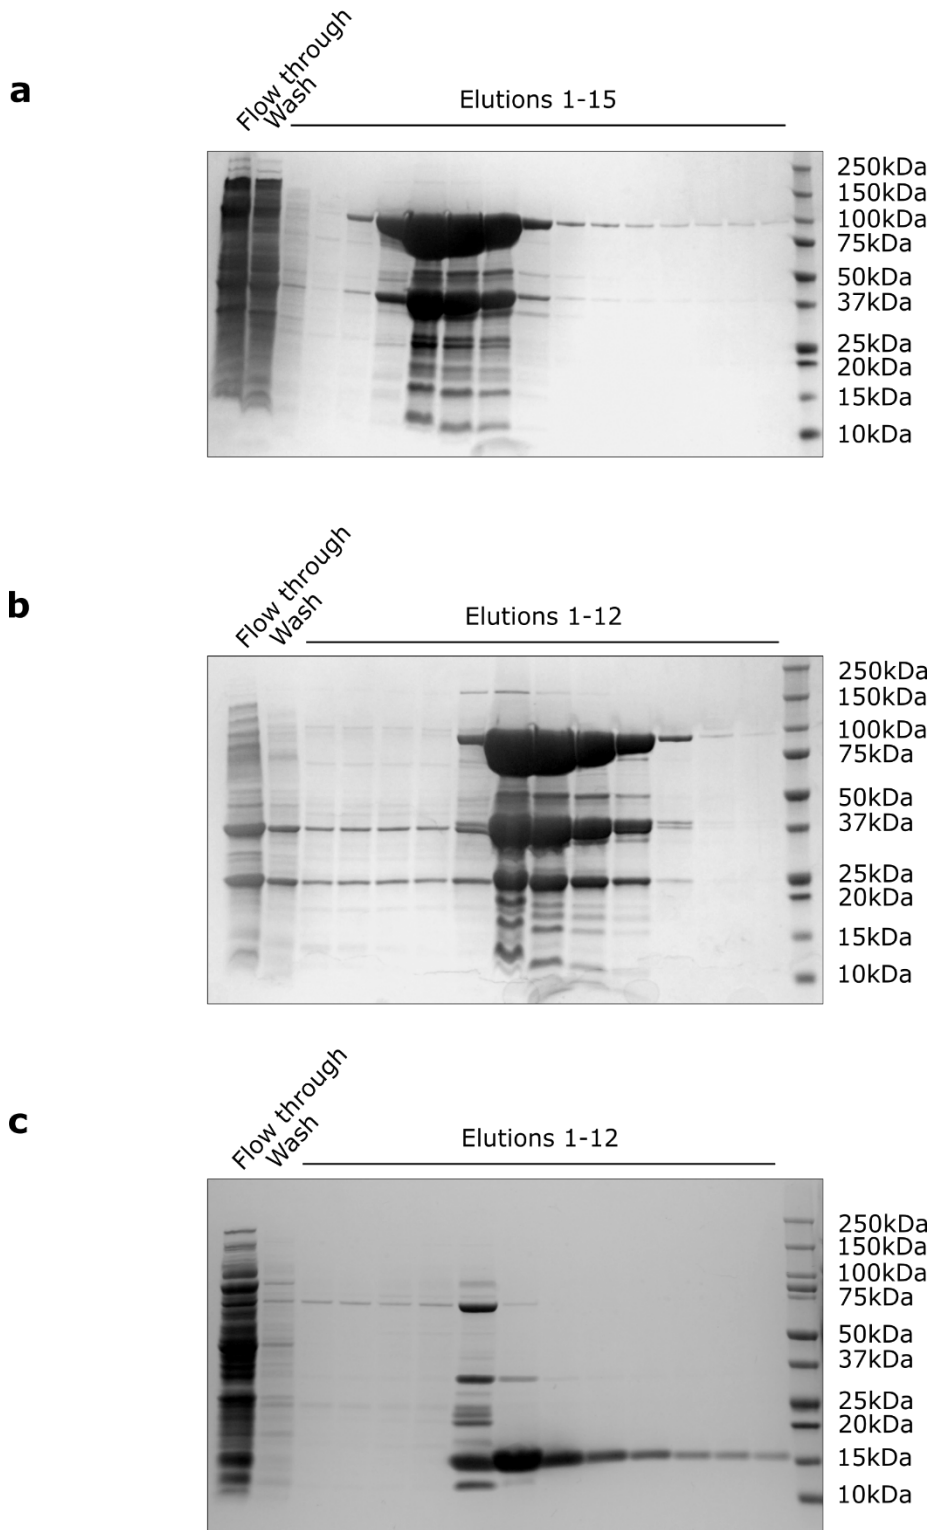 a
Flow through
Wash
Elutions 1-15
250kDa
150kDa
100kDa
75kDa
50kDa
37kDa
25kDa
20kDa
15kDa
10kDa
b
Flow through
Wash
Elutions 1-12
250kDa
150kDa
100kDa
75kDa
50kDa
37kDa
25kDa
20kDa
15kDa
10kDa
c
Flow through
Wash
Elutions 1-12
250kDa
150kDa
100kDa
75kDa
50kDa
37kDa
25kDa
20kDa
15kDa
10kDa